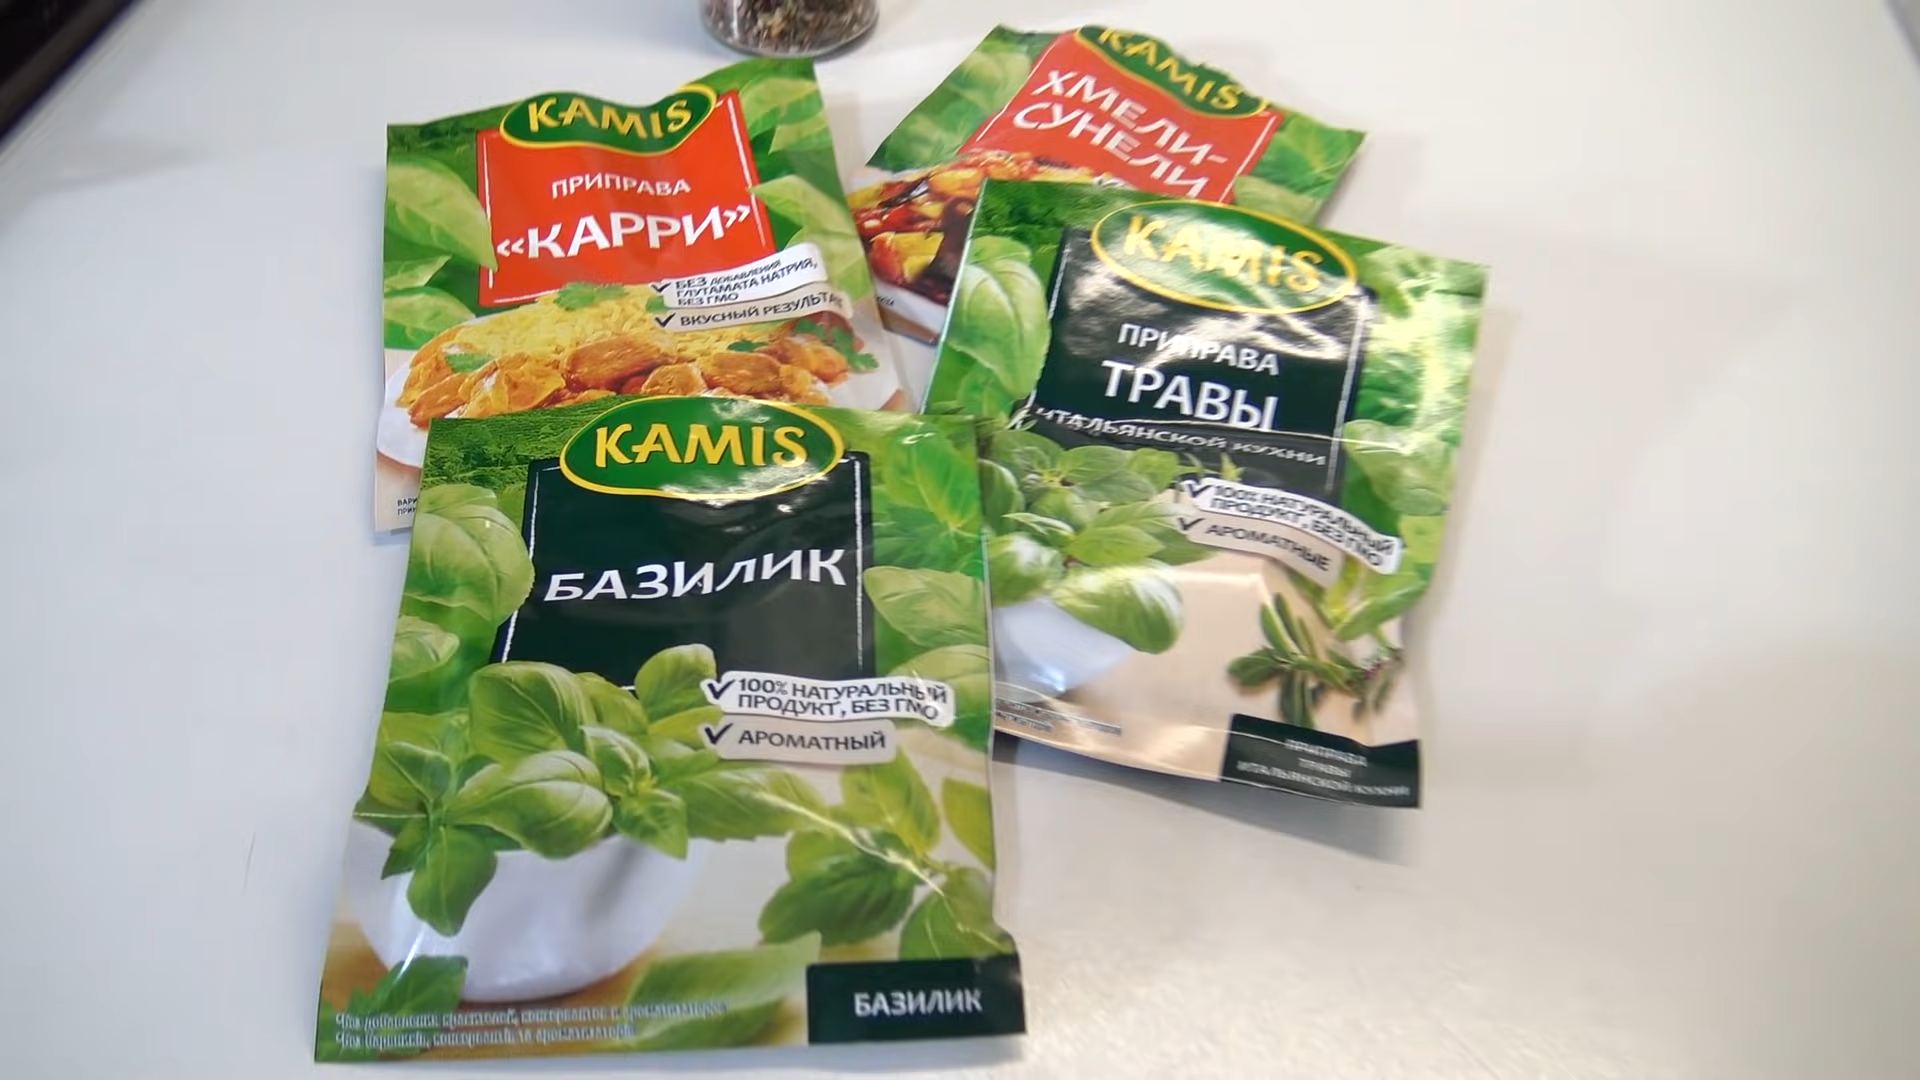 KAMIS
ПРИПРАВА
«КАРРИ»
БЕЗ ДОБАВЛЕНИЯ
ГЛУТАМАТА НАТРИЯ,
БЕЗ ГМО
ВКУСНЫЙ РЕЗУЛЬТАТ
KAMIS
ХМЕЛИ-
СУНЕЛИ
KAMIS
ПРИПРАВА
ТРАВЫ
ИТАЛЬЯНСКОЙ КУХНИ
100% НАТУРАЛЬНЫЙ
ПРОДУКТ, БЕЗ ГМО
АРОМАТНЫЕ
ПРИПРАВА
ТРАВЫ
ИТАЛЬЯНСКОЙ КУХНИ
KAMIS
БАЗИЛИК
100% НАТУРАЛЬНЫЙ
ПРОДУКТ, БЕЗ ГМО
АРОМАТНЫЙ
БАЗИЛИК